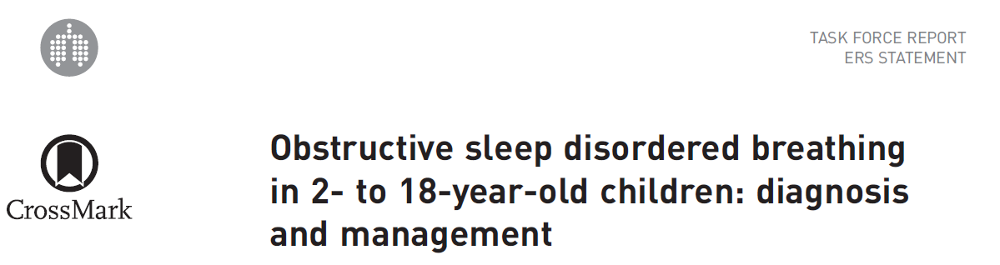 TASK FORCE REPORT
ERS STATEMENT
CrossMark
Obstructive sleep disordered breathing
in 2- to 18-year-old children: diagnosis
and management